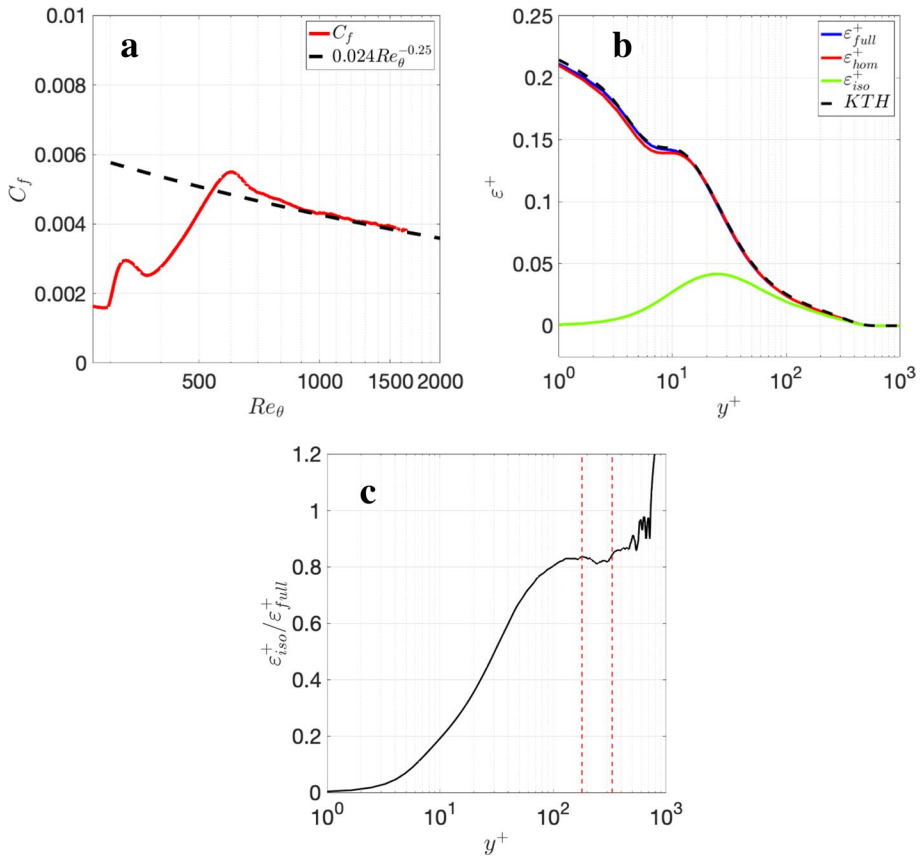 a
0.01
0.008
0.006
0.004
0.002
0
C_f
500
1000
1500
2000
Re_θ
C_f
0.024Re_θ^{-0.25}
b
0.25
0.2
0.15
0.1
0.05
0
ε^+
10^0
10^1
10^2
10^3
y^+
ε^+_{full}
ε^+_{hom}
ε^+_{iso}
KTH
c
1.2
1
0.8
0.6
0.4
0.2
0
ε^+_{iso}/ε^+_{full}
10^0
10^1
10^2
10^3
y^+